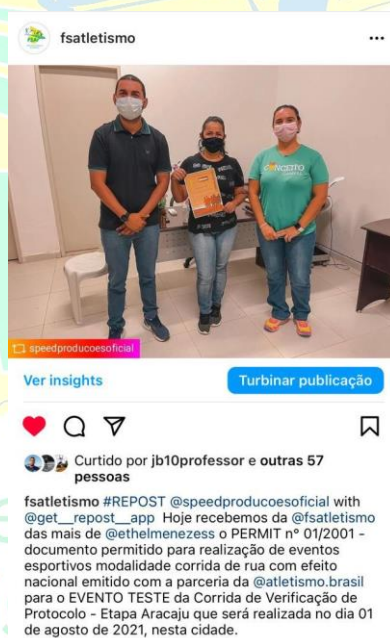 fsatletismo
CONCEITO
speedproducoesoficial
Ver insights
Turbinar publicação
Curtido por jb10professor e outras 57
pessoas
fsatletismo #REPOST @speedproducoesoficial with
@get__repost__app Hoje recebemos da @fsatletismo
das mais de @ethelmenezess o PERMIT nº 01/2001 -
documento permitido para realização de eventos
esportivos modalidade corrida de rua com efeito
nacional emitido com a parceria da @atletismo.brasil
para o EVENTO TESTE da Corrida de Verificação de
Protocolo - Etapa Aracaju que será realizada no dia 01
de agosto de 2021, nesta cidade.